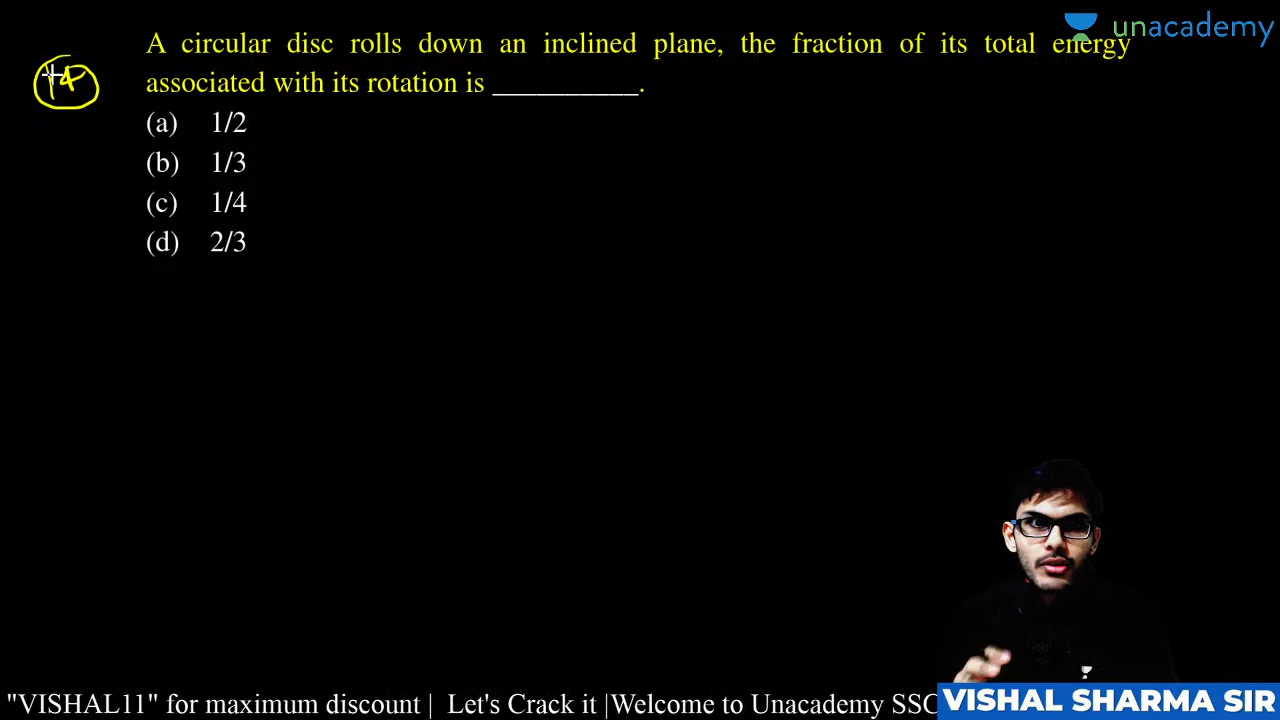 unacademy
14
A circular disc rolls down an inclined plane, the fraction of its total energy
associated with its rotation is __________.
(a) 1/2
(b) 1/3
(c) 1/4
(d) 2/3
"VISHAL11" for maximum discount | Let's Crack it |Welcome to Unacademy SSC
VISHAL SHARMA SIR